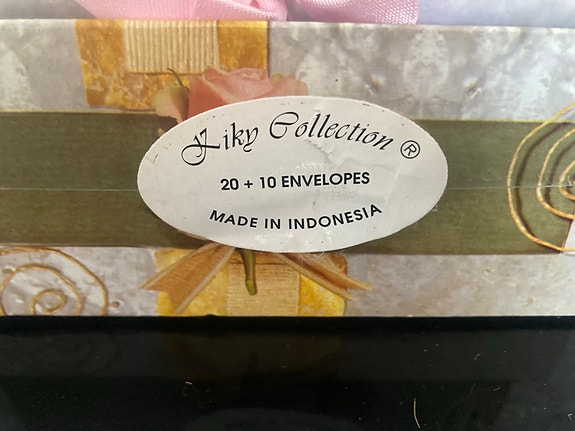 Kiky Collection ®
20 + 10 ENVELOPES
MADE IN INDONESIA